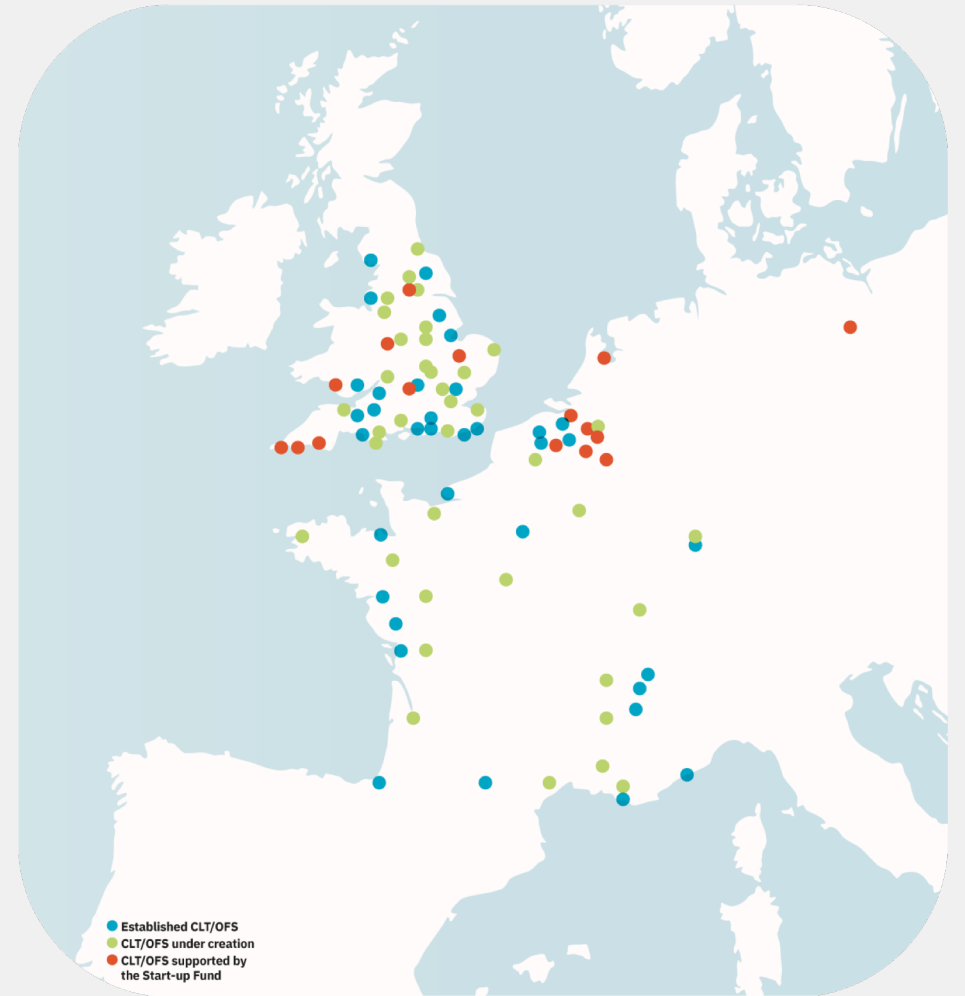 Established CLT/OFS
CLT/OFS under creation
CLT/OFS supported by
the Start-up Fund